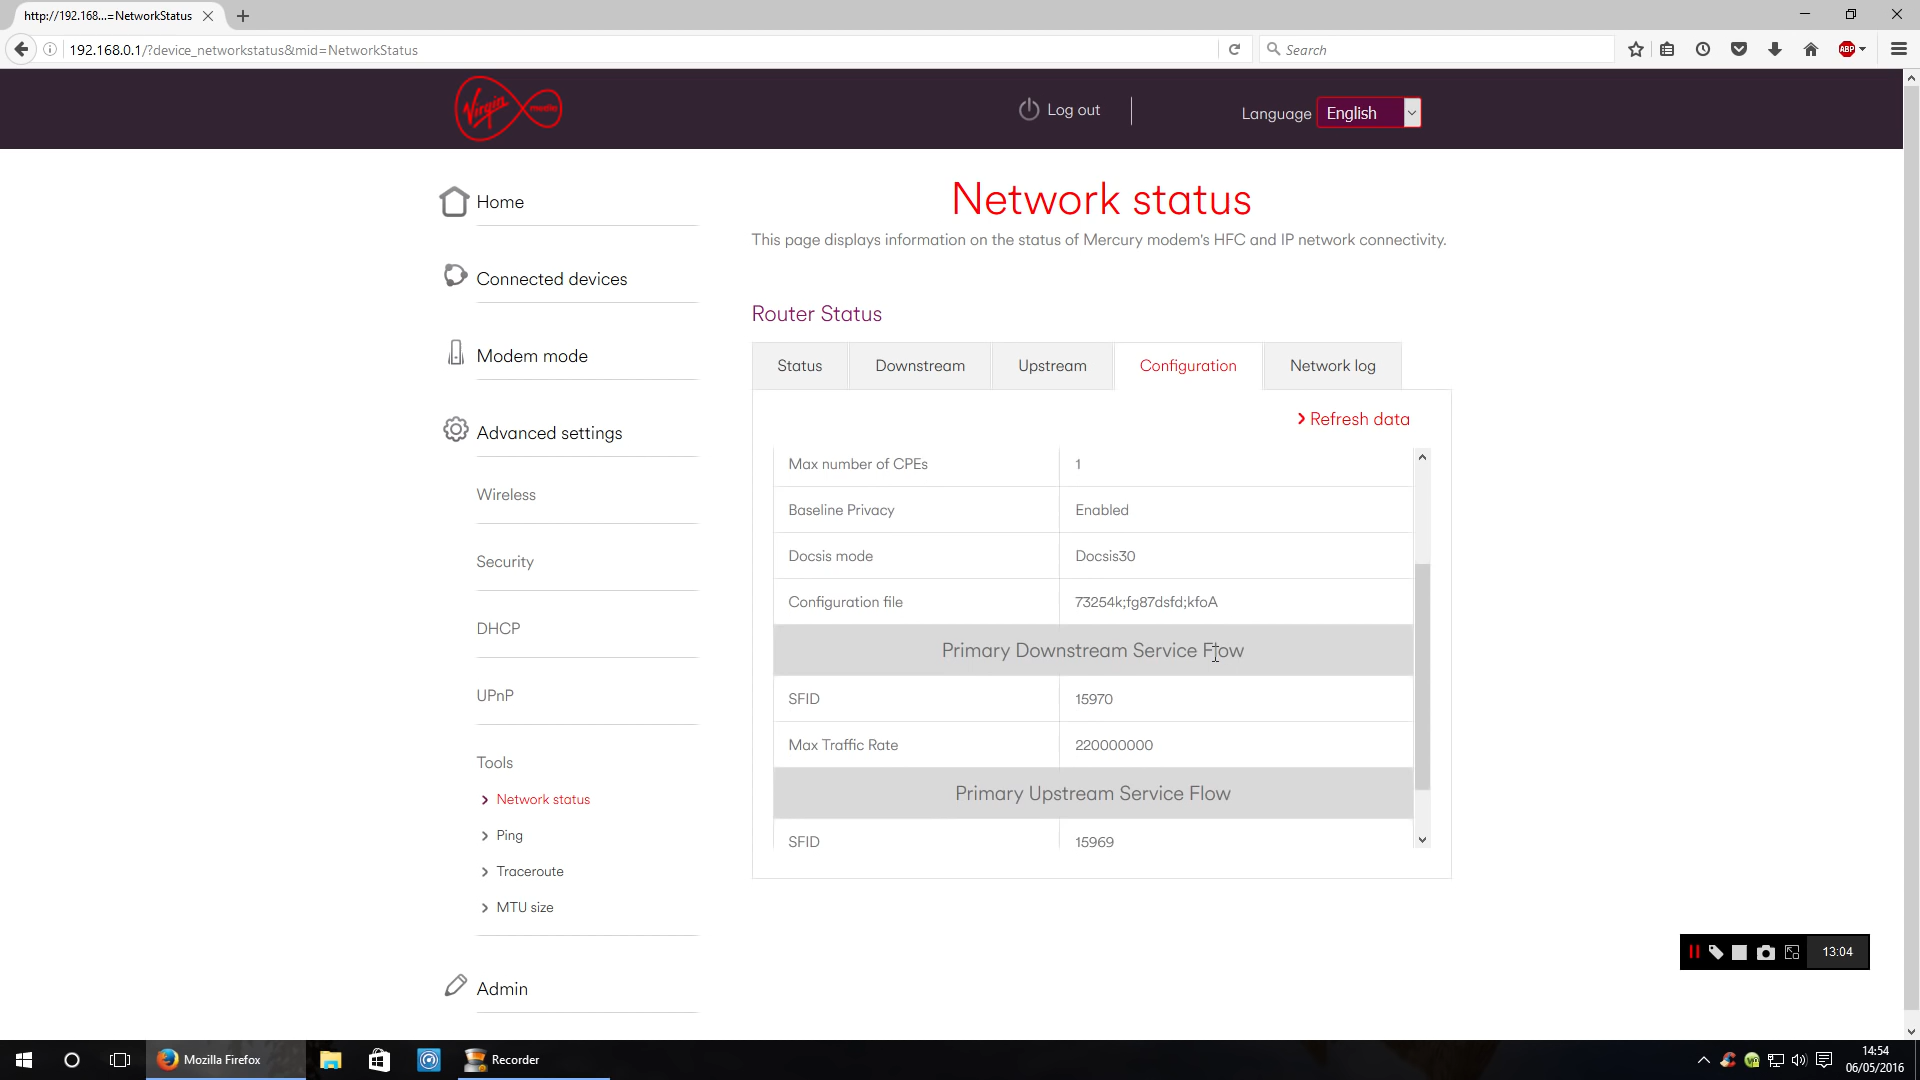 http://192.168...=NetworkStatus
192.168.0.1/?device_networkstatus&mid=NetworkStatus
Search
ABP
Virgin media
Log out
Language English
Network status
This page displays information on the status of Mercury modem's HFC and IP network connectivity.
Home
Connected devices
Modem mode
Advanced settings
Wireless
Security
DHCP
UPnP
Tools
Network status
Ping
Traceroute
MTU size
Admin
Router Status
Status Downstream Upstream Configuration Network log
Refresh data
Max number of CPEs 1
Baseline Privacy Enabled
Docsis mode Docsis30
Configuration file 73254k;fg87dsfd;kfoA
Primary Downstream Service Flow
SFID 15970
Max Traffic Rate 220000000
Primary Upstream Service Flow
SFID 15969
13:04
Mozilla Firefox
Recorder
14:54
06/05/2016